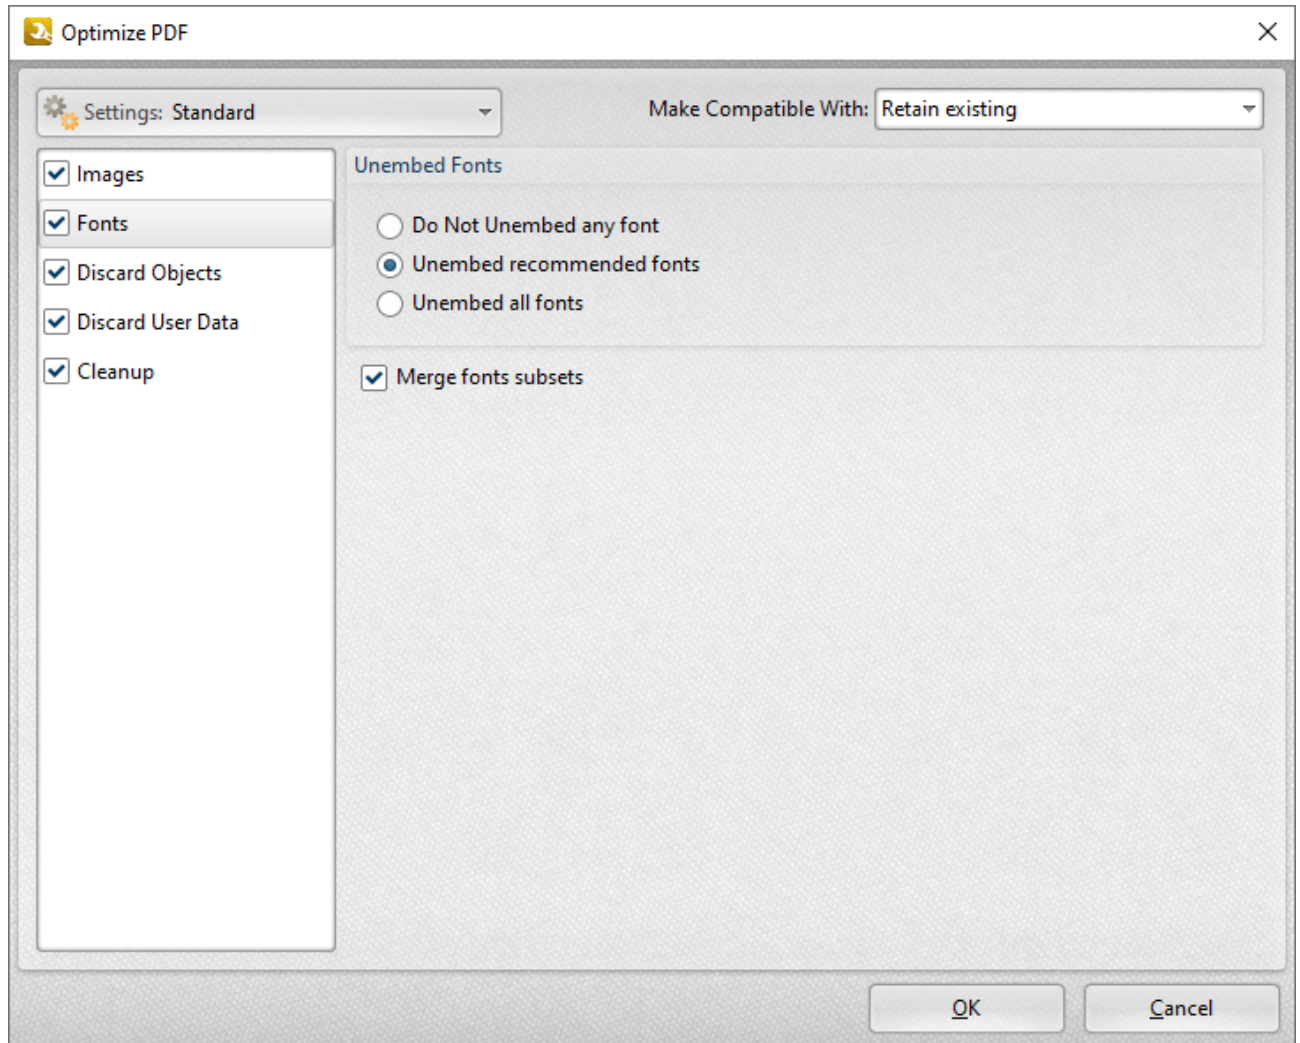 Optimize PDF
Settings: Standard
Make Compatible With: Retain existing
Images
Fonts
Discard Objects
Discard User Data
Cleanup
Unembed Fonts
Do Not Unembed any font
Unembed recommended fonts
Unembed all fonts
Merge fonts subsets
OK
Cancel